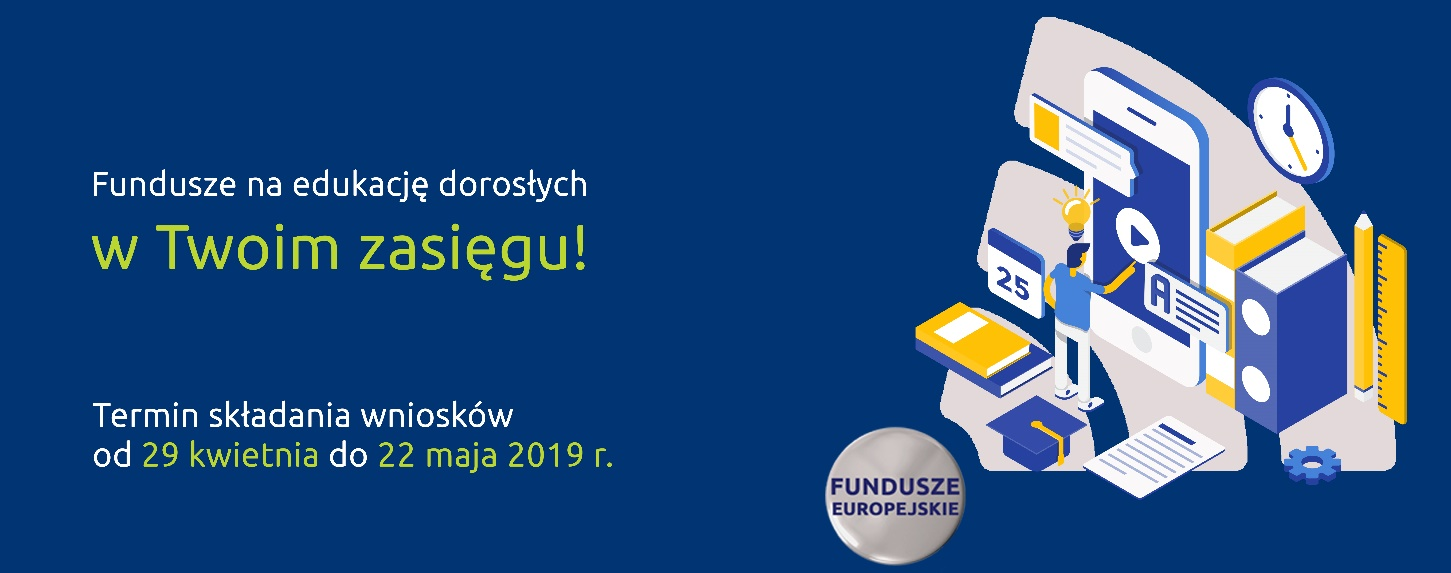 Fundusze na edukację dorosłych
w Twoim zasięgu!
Termin składania wniosków
od 29 kwietnia do 22 maja 2019 r.
25
A
FUNDUSZE
EUROPEJSKIE